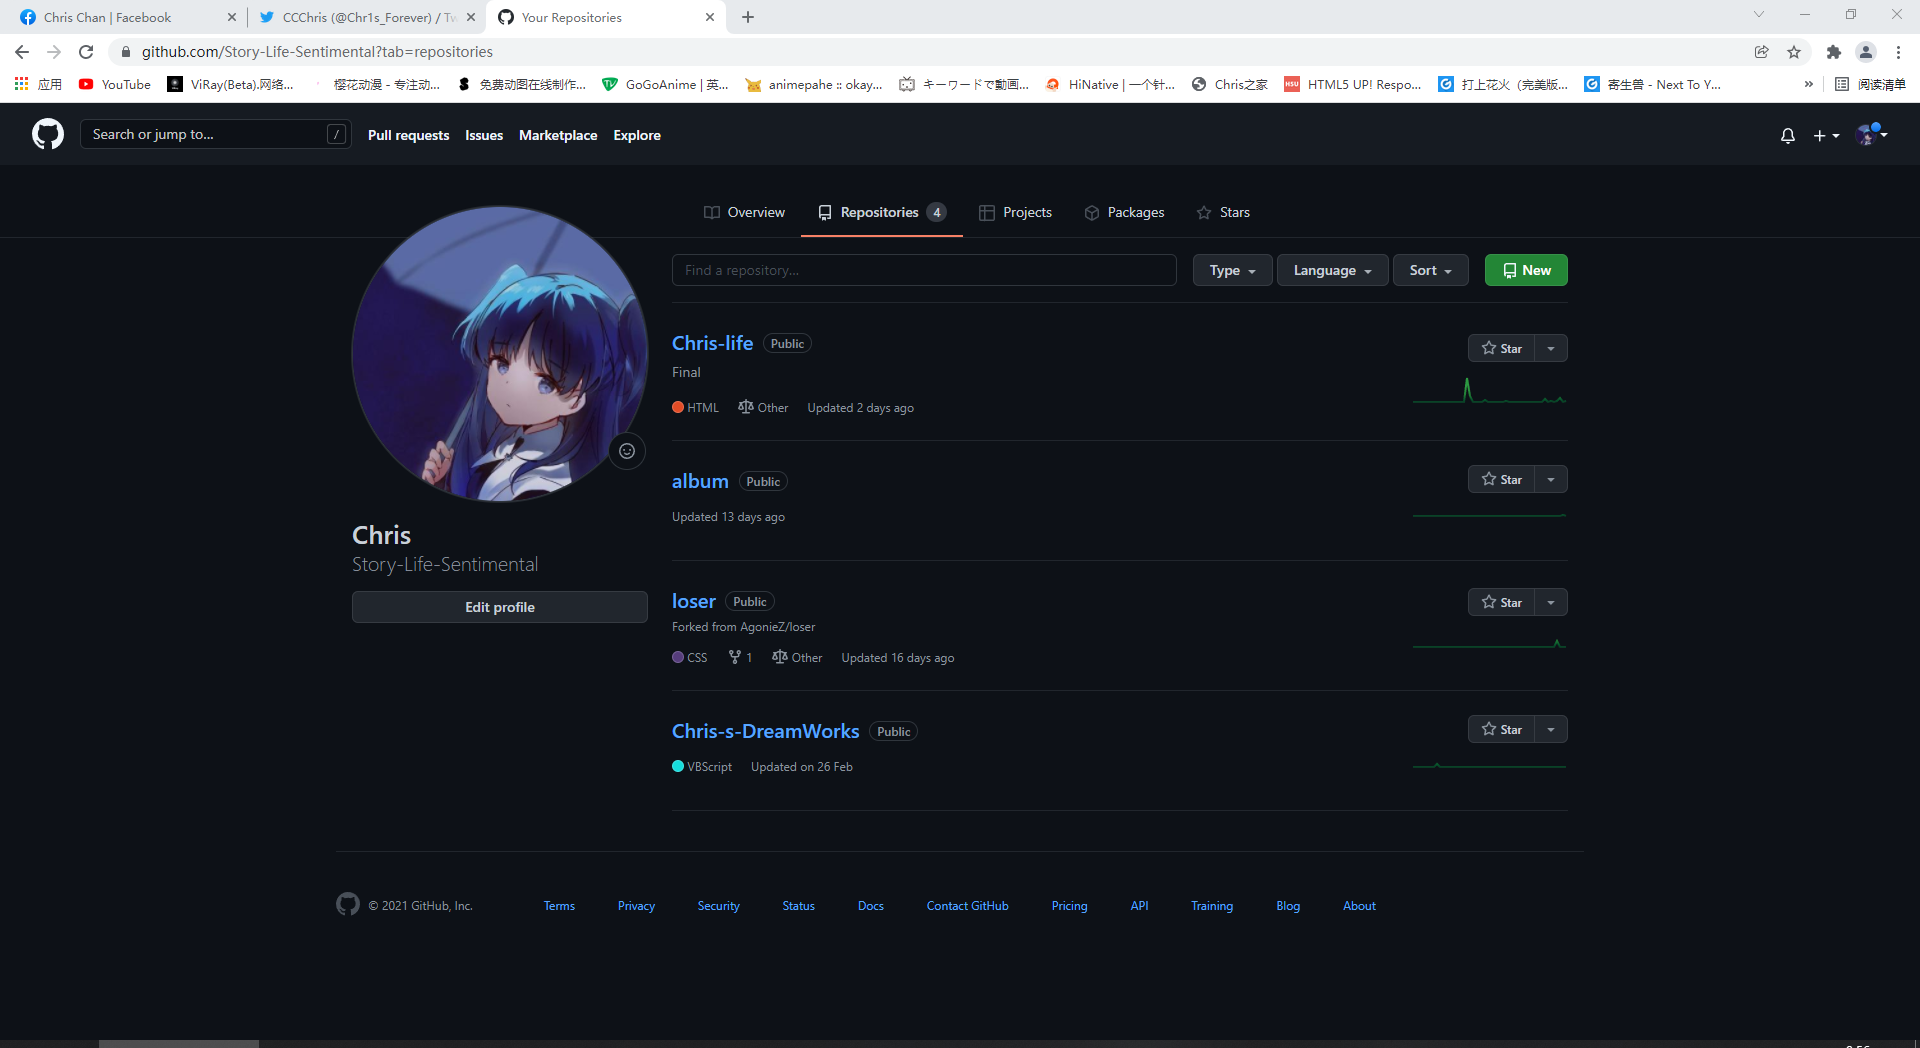 Chris Chan | Facebook
CCChris (@Chr1s_Forever) / Tw
Your Repositories
github.com/Story-Life-Sentimental?tab=repositories
应用
YouTube
ViRay(Beta).网络...
樱花动漫 - 专注动...
免费动图在线制作...
GoGoAnime | 英...
animepahe :: okay...
キーワードで動画...
HiNative | 一个针...
Chris之家
HTML5 UP! Respo...
打上花火（完美版...
寄生兽 - Next To Y...
»
阅读清单
Search or jump to...
/
Pull requests
Issues
Marketplace
Explore
Overview
Repositories 4
Projects
Packages
Stars
Find a repository...
Type
Language
Sort
New
Chris-life Public
Star
Final
HTML Other Updated 2 days ago
album Public
Star
Updated 13 days ago
Chris
Story-Life-Sentimental
Edit profile
loser Public
Star
Forked from AgonieZ/loser
CSS 1 Other Updated 16 days ago
Chris-s-DreamWorks Public
Star
VBScript Updated on 26 Feb
© 2021 GitHub, Inc.
Terms
Privacy
Security
Status
Docs
Contact GitHub
Pricing
API
Training
Blog
About